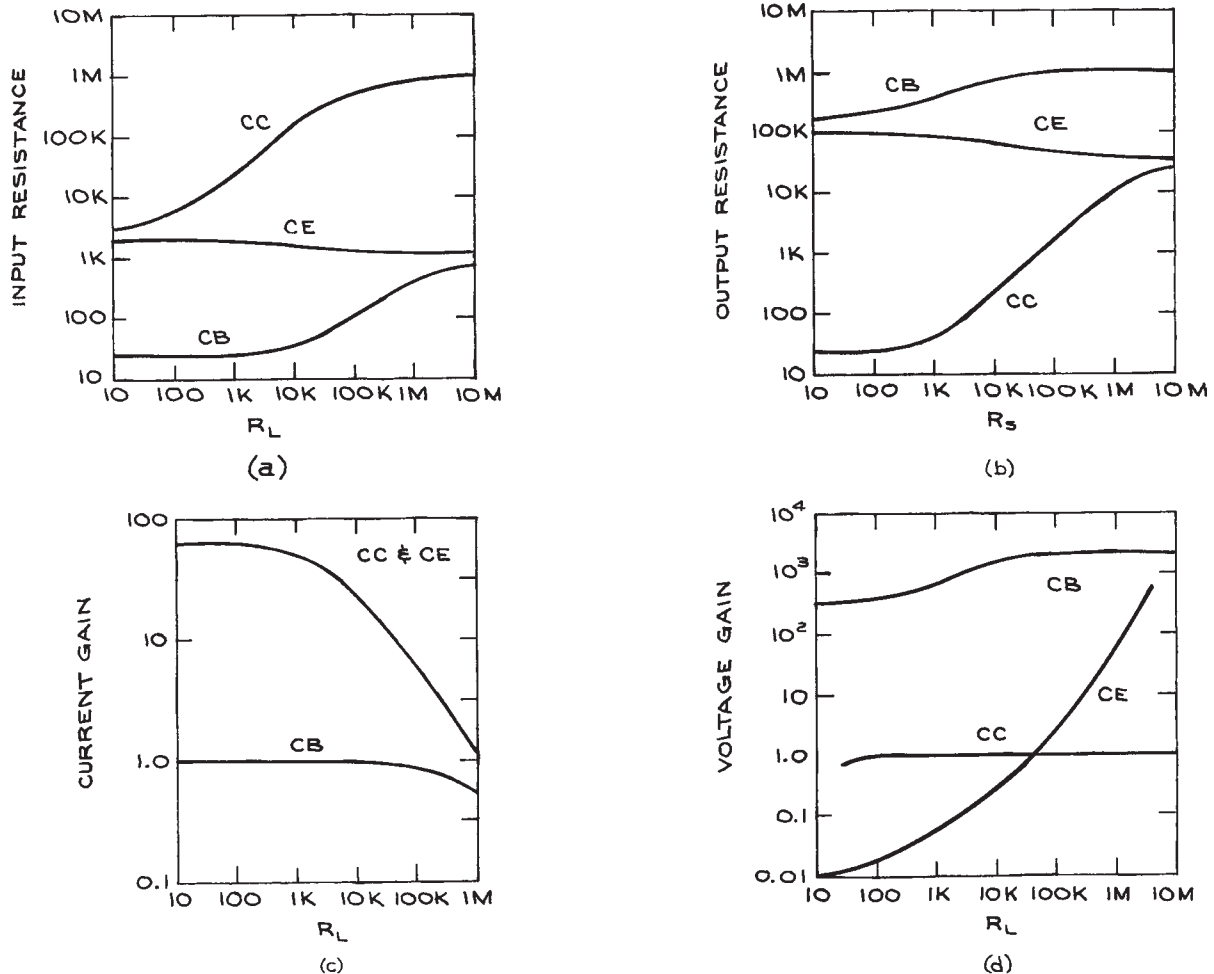 INPUT RESISTANCE
10M
1M
100K
10K
1K
100
10
CC
CE
CB
10 100 1K 10K 100K 1M 10M
RL
(a)
OUTPUT RESISTANCE
10M
1M
100K
10K
1K
100
10
CB
CE
CC
10 100 1K 10K 100K 1M 10M
Rs
(b)
CURRENT GAIN
100
10
1.0
0.1
CC & CE
CB
10 100 1K 10K 100K 1M
RL
(c)
VOLTAGE GAIN
10⁴
10³
10²
10
1.0
0.1
0.01
CB
CE
CC
10 100 1K 10K 100K 1M 10M
RL
(d)